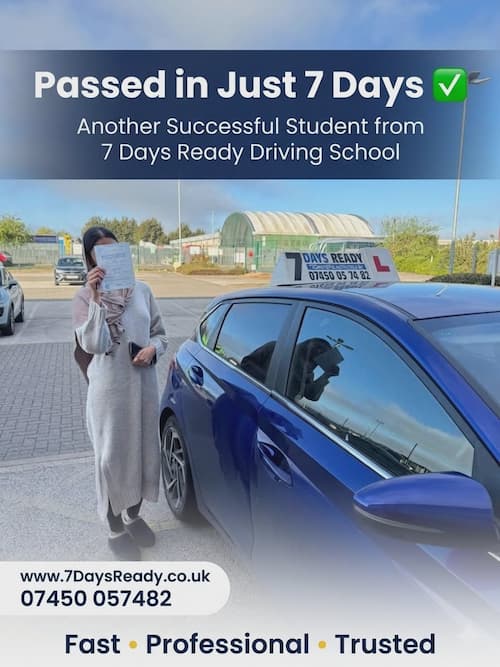 Passed in Just 7 Days ✅
Another Successful Student from
7 Days Ready Driving School
7 DAYS READY L
07450 05 74 82
www.7DaysReady.co.uk
07450 057482
Fast • Professional • Trusted